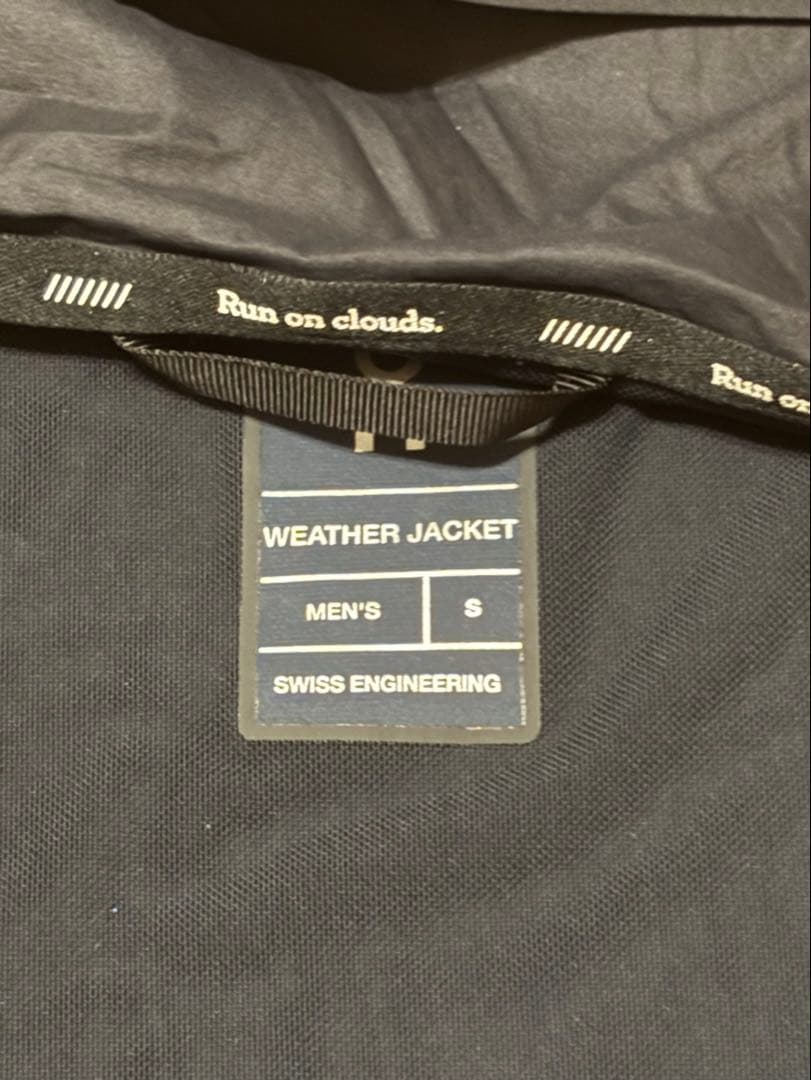 Run on clouds.
Run on
WEATHER JACKET
MEN'S S
SWISS ENGINEERING